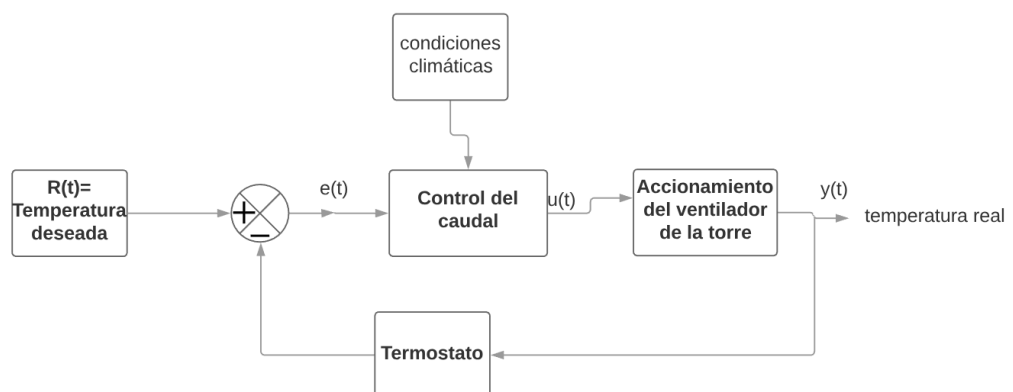 condiciones
climáticas
R(t)=
Temperatura
deseada
+
−
e(t)
Control del
caudal
u(t)
Accionamiento
del ventilador
de la torre
y(t)
temperatura real
Termostato